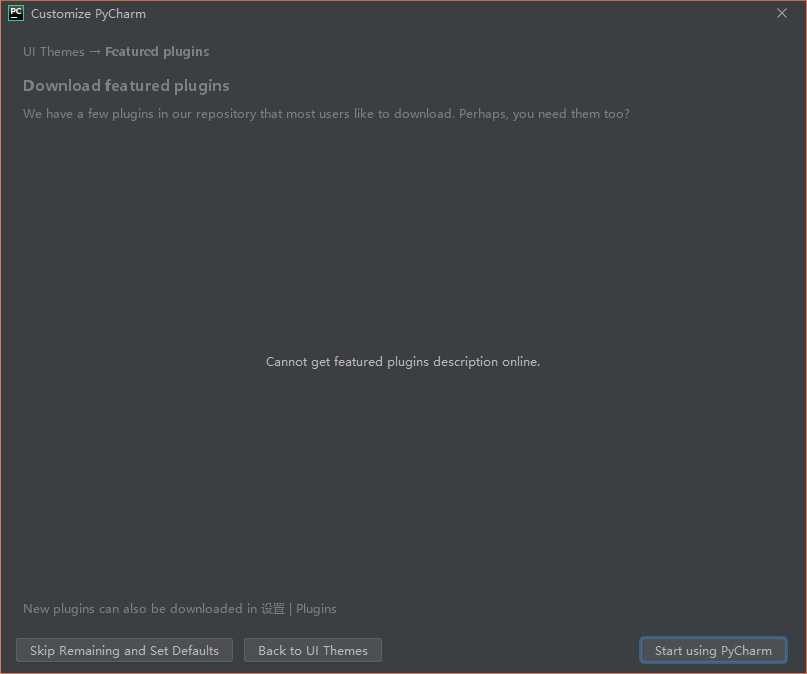 PC Customize PyCharm
UI Themes → Featured plugins
Download featured plugins
We have a few plugins in our repository that most users like to download. Perhaps, you need them too?
Cannot get featured plugins description online.
New plugins can also be downloaded in 设置 | Plugins
Skip Remaining and Set Defaults Back to UI Themes Start using PyCharm